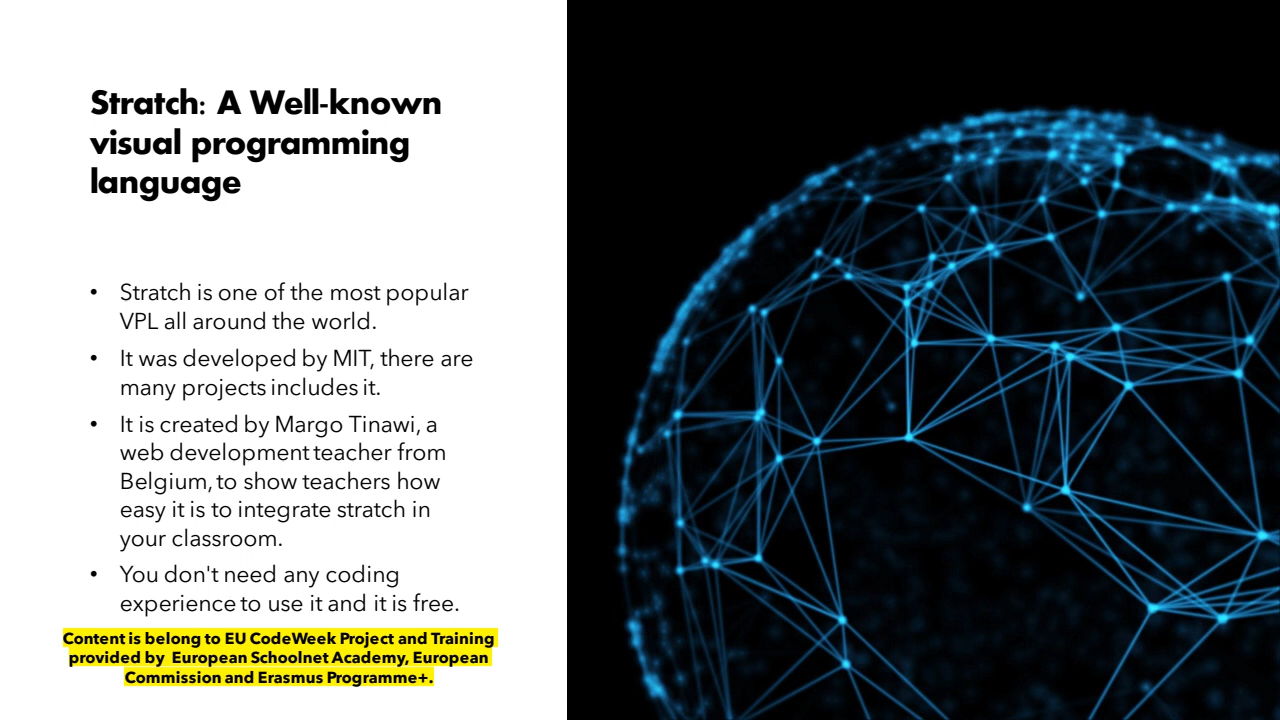 Stratch: A Well-known
visual programming
language
• Stratch is one of the most popular
VPL all around the world.
• It was developed by MIT, there are
many projects includes it.
• It is created by Margo Tinawi, a
web development teacher from
Belgium, to show teachers how
easy it is to integrate stratch in
your classroom.
• You don't need any coding
experience to use it and it is free.
Content is belong to EU CodeWeek Project and Training
provided by European Schoolnet Academy, European
Commission and Erasmus Programme+.